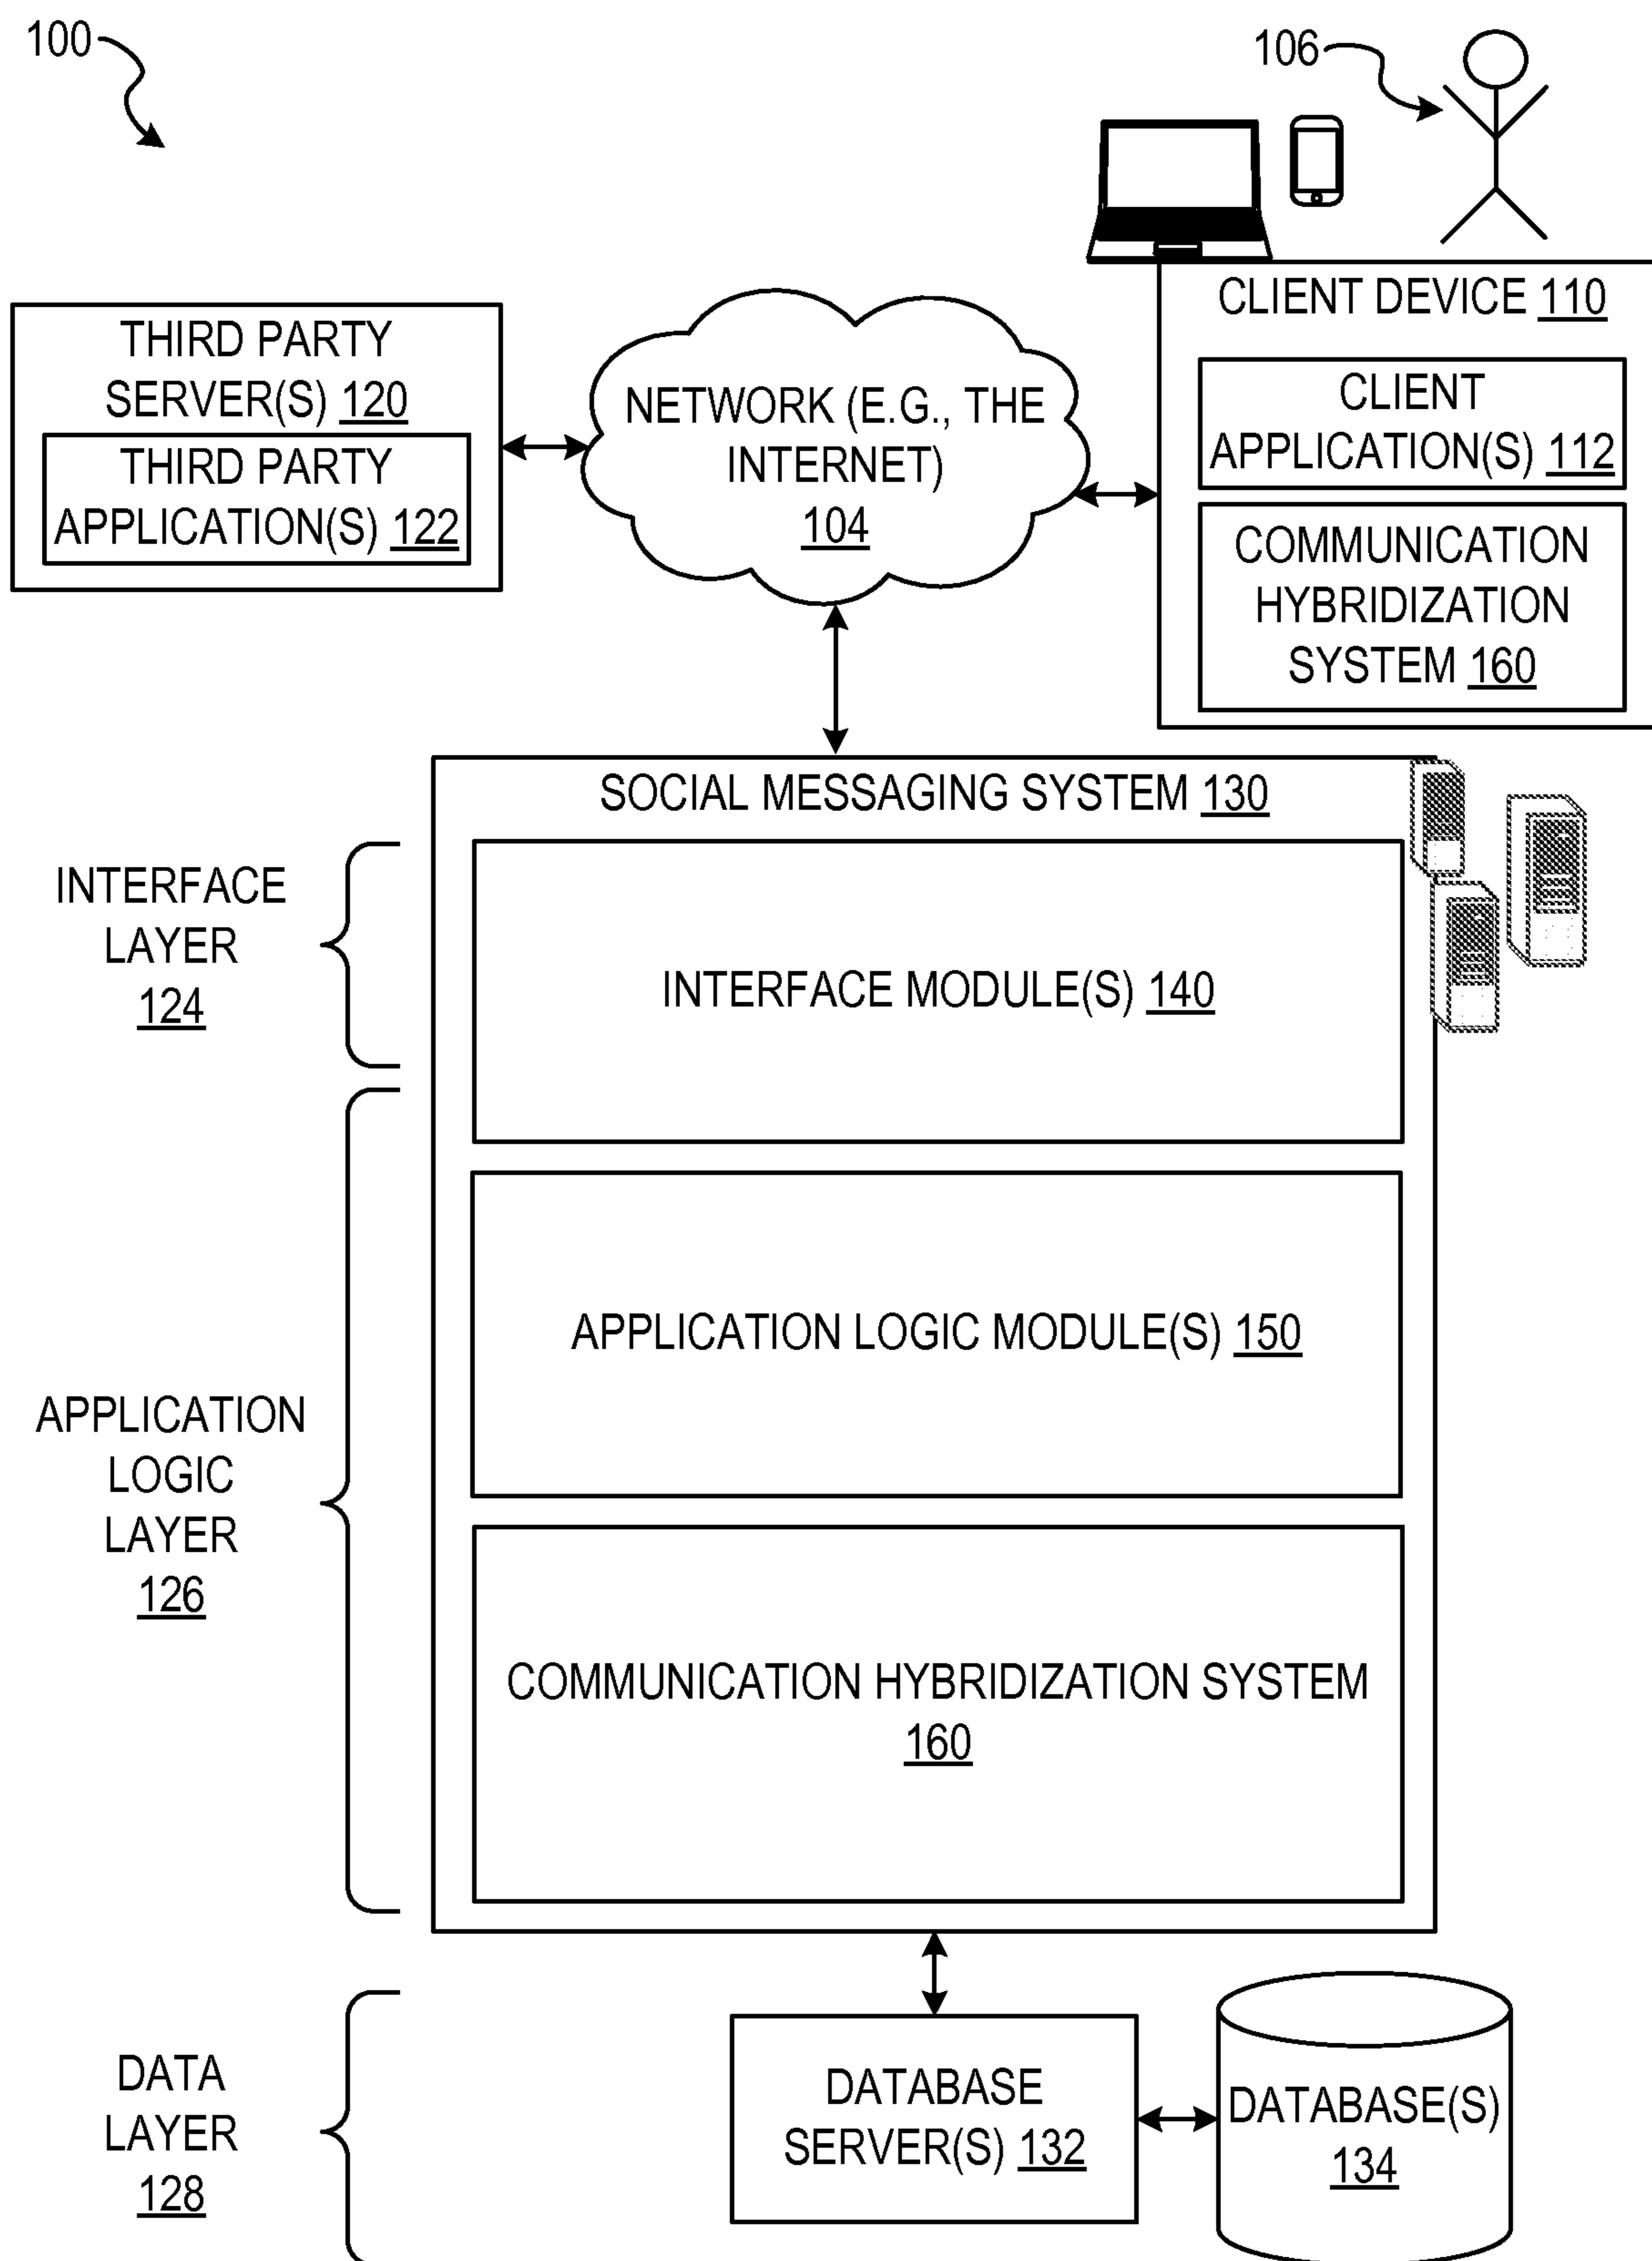 100
106
CLIENT DEVICE 110
CLIENT
APPLICATION(S) 112
COMMUNICATION
HYBRIDIZATION
SYSTEM 160
THIRD PARTY
SERVER(S) 120
THIRD PARTY
APPLICATION(S) 122
NETWORK (E.G., THE
INTERNET)
104
SOCIAL MESSAGING SYSTEM 130
INTERFACE
LAYER
124
INTERFACE MODULE(S) 140
APPLICATION LOGIC MODULE(S) 150
APPLICATION
LOGIC
LAYER
126
COMMUNICATION HYBRIDIZATION SYSTEM
160
DATA
LAYER
128
DATABASE
SERVER(S) 132
DATABASE(S)
134